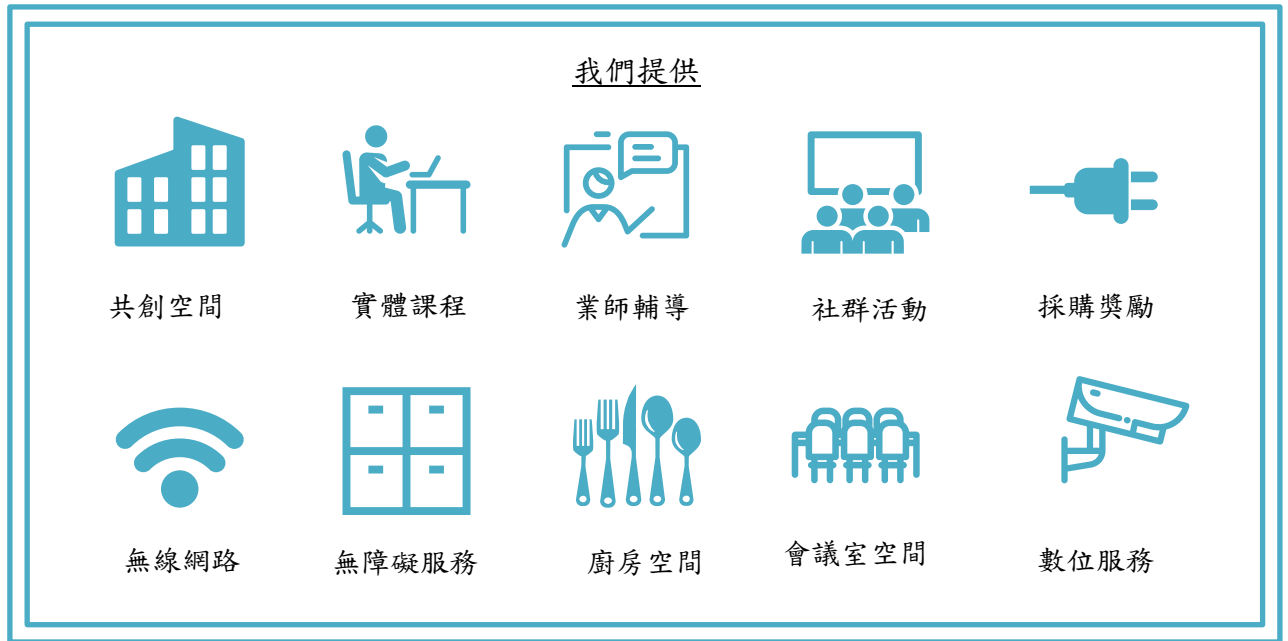 我們提供
共創空間
實體課程
業師輔導
社群活動
採購獎勵
無線網路
無障礙服務
廚房空間
會議室空間
數位服務